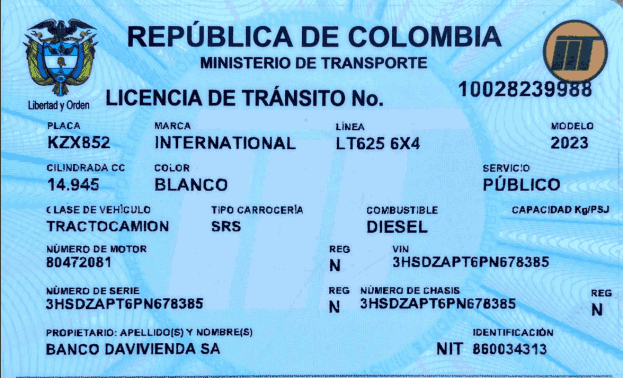 REPÚBLICA DE COLOMBIA
MINISTERIO DE TRANSPORTE
Libertad y Orden
LICENCIA DE TRÁNSITO No. 10028239988
PLACA MARCA LÍNEA MODELO
KZX852 INTERNATIONAL LT625 6X4 2023
CILINDRADA CC COLOR SERVICIO
14.945 BLANCO PÚBLICO
CLASE DE VEHÍCULO TIPO CARROCERÍA COMBUSTIBLE CAPACIDAD Kg/PSJ
TRACTOCAMION SRS DIESEL
NÚMERO DE MOTOR REG VIN
80472081 N 3HSDZAPT6PN678385
NÚMERO DE SERIE REG NÚMERO DE CHASIS REG
3HSDZAPT6PN678385 N 3HSDZAPT6PN678385 N
PROPIETARIO: APELLIDO(S) Y NOMBRE(S) IDENTIFICACIÓN
BANCO DAVIVIENDA SA NIT 860034313